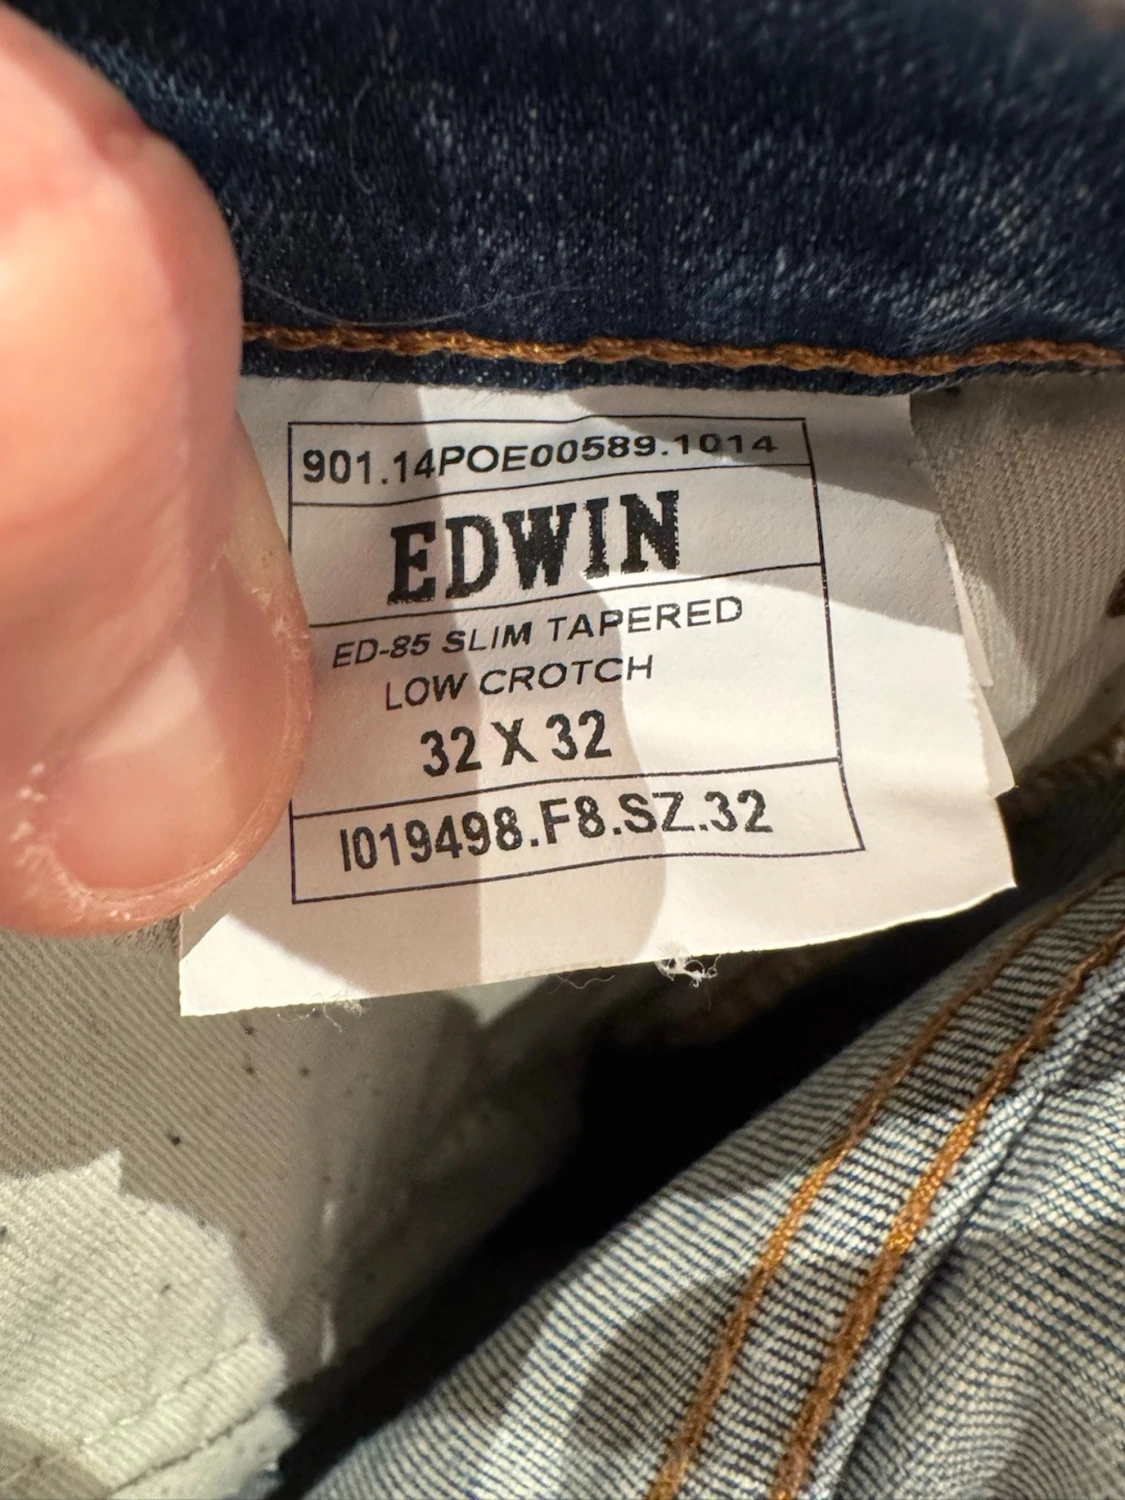 901.14POE00589.1014
EDWIN
ED-85 SLIM TAPERED
LOW CROTCH
32 X 32
I019498.F8.SZ.32